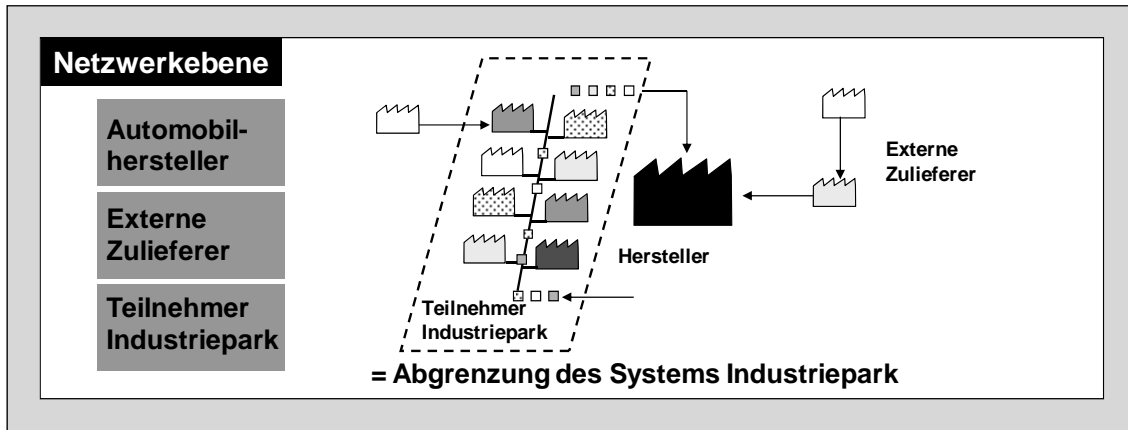 Netzwerkebene
Automobil-
hersteller
Externe
Zulieferer
Teilnehmer
Industriepark
Teilnehmer
Industriepark
Hersteller
Externe
Zulieferer
= Abgrenzung des Systems Industriepark